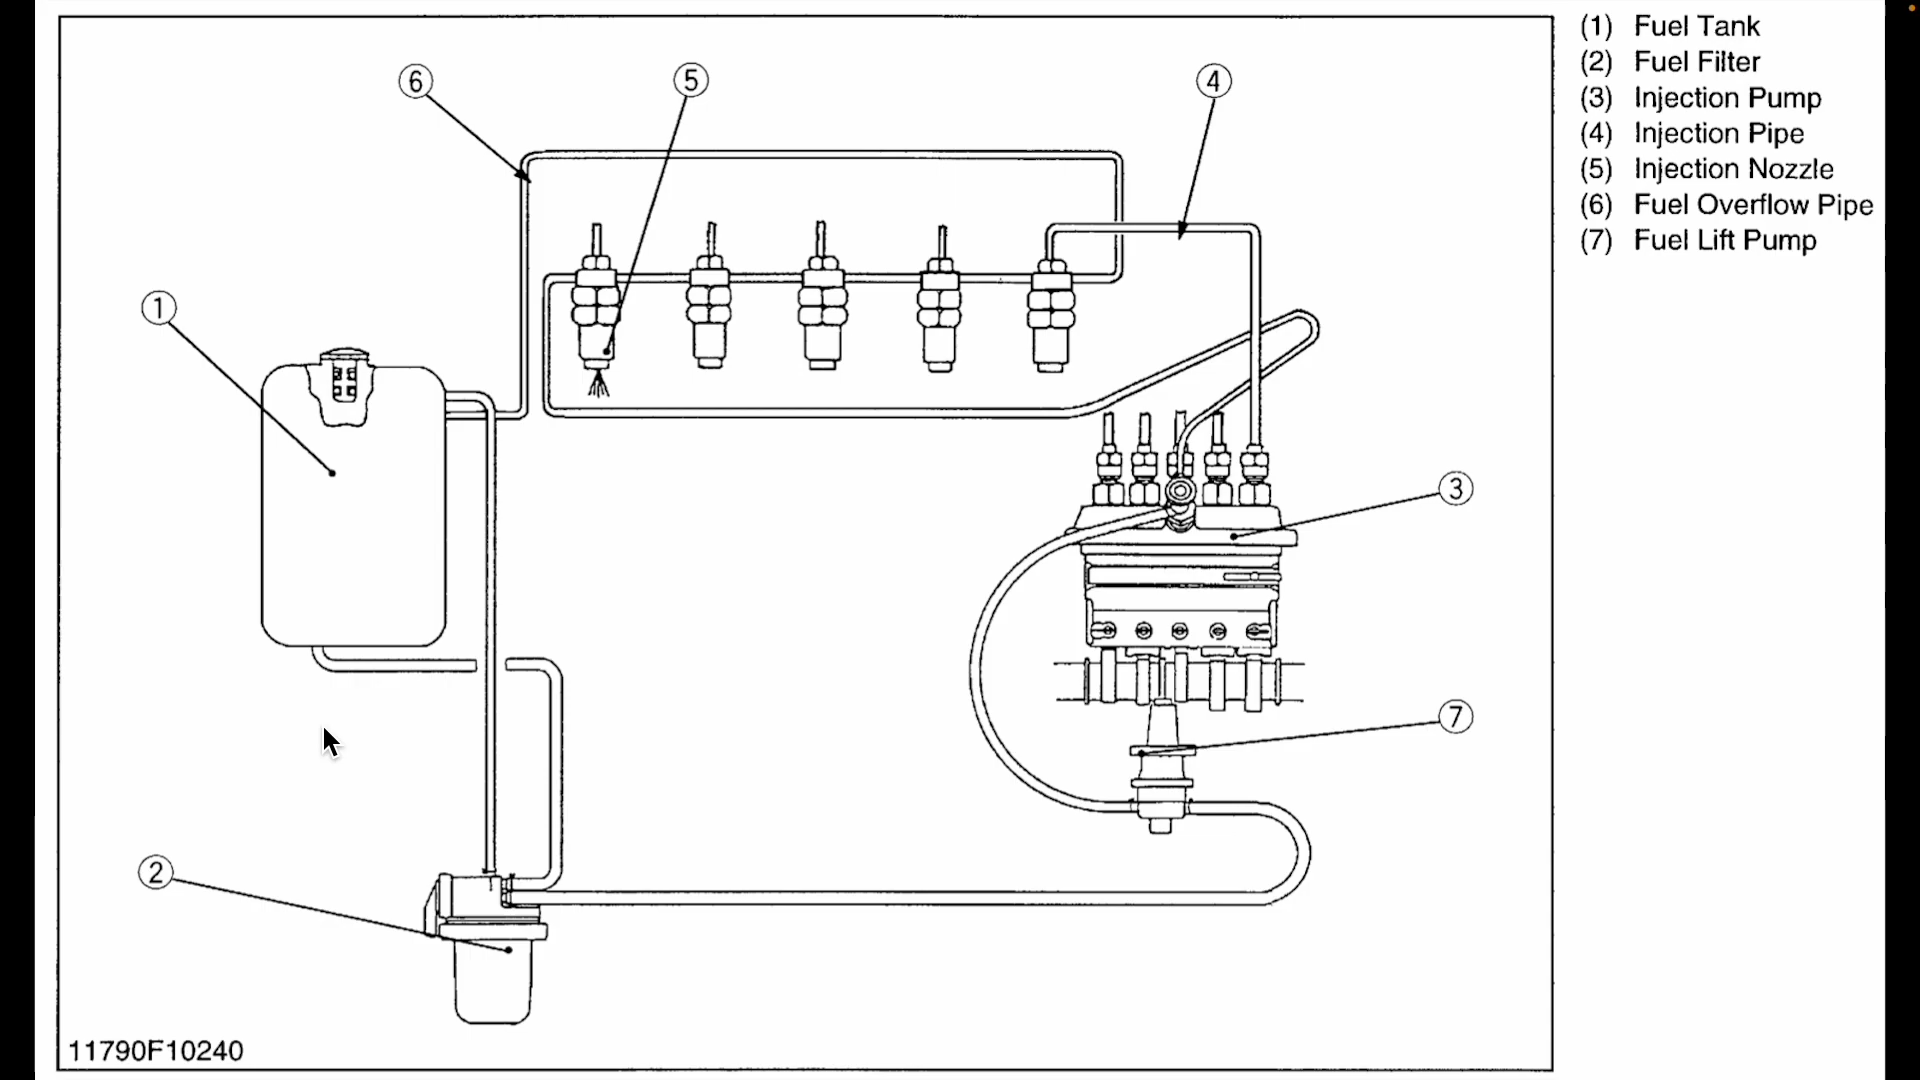 (1) Fuel Tank
(2) Fuel Filter
(3) Injection Pump
(4) Injection Pipe
(5) Injection Nozzle
(6) Fuel Overflow Pipe
(7) Fuel Lift Pump
6
5
4
1
3
7
2
11790F10240